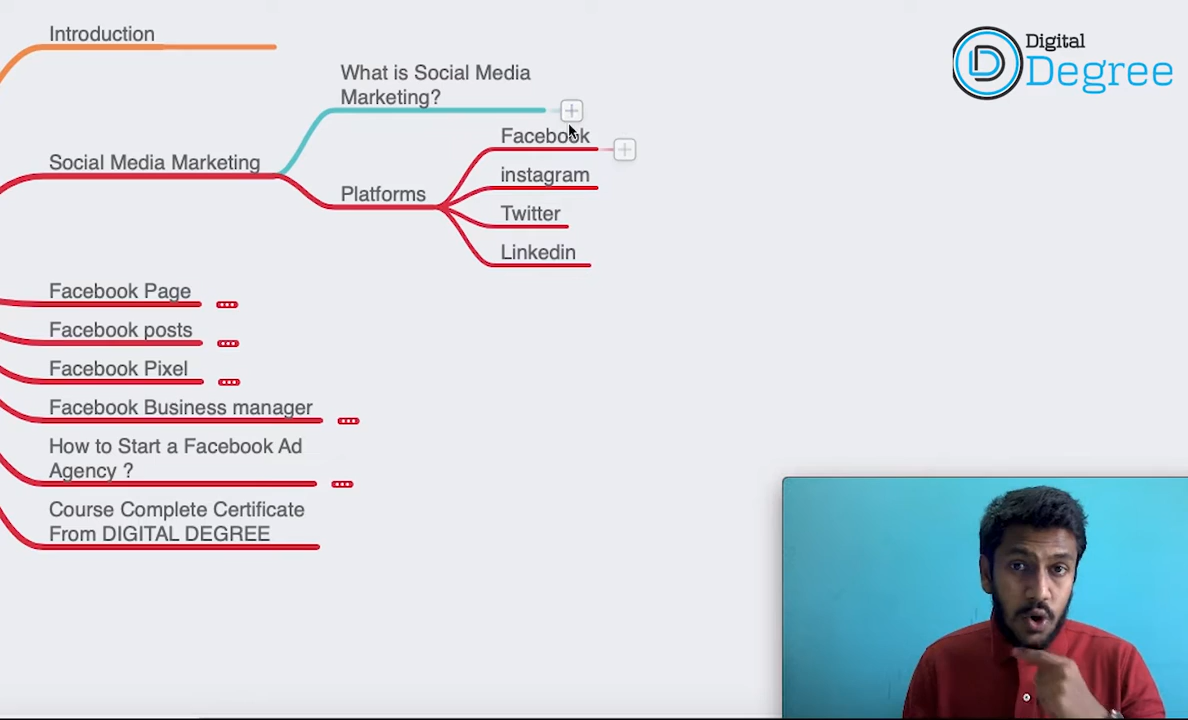 Introduction
Digital
Degree
What is Social Media
Marketing?
Social Media Marketing
Platforms
Facebook
instagram
Twitter
Linkedin
Facebook Page
Facebook posts
Facebook Pixel
Facebook Business manager
How to Start a Facebook Ad
Agency ?
Course Complete Certificate
From DIGITAL DEGREE